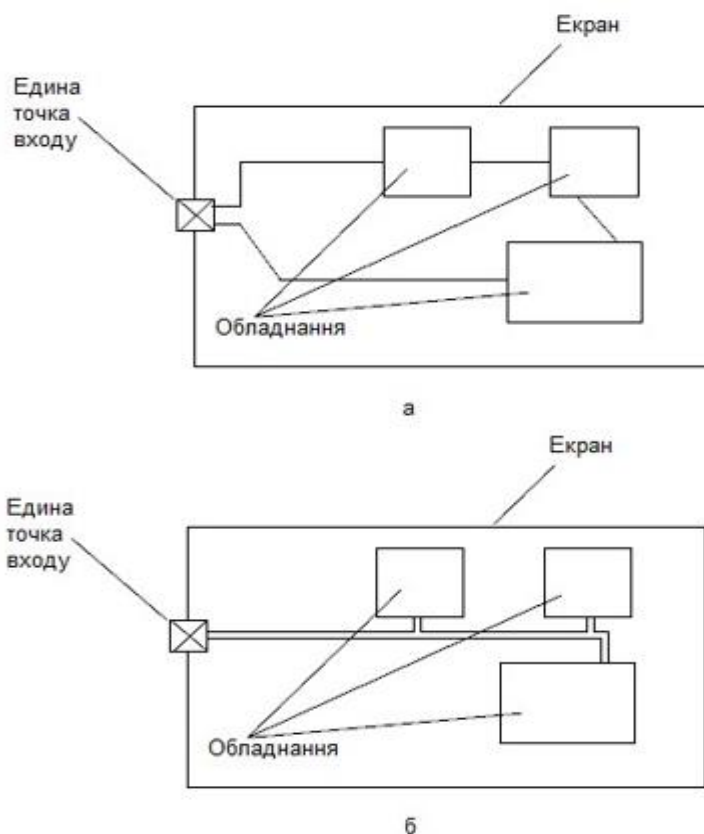 Екран
Едина
точка
входу
Обладнання
а
Екран
Едина
точка
входу
Обладнання
б